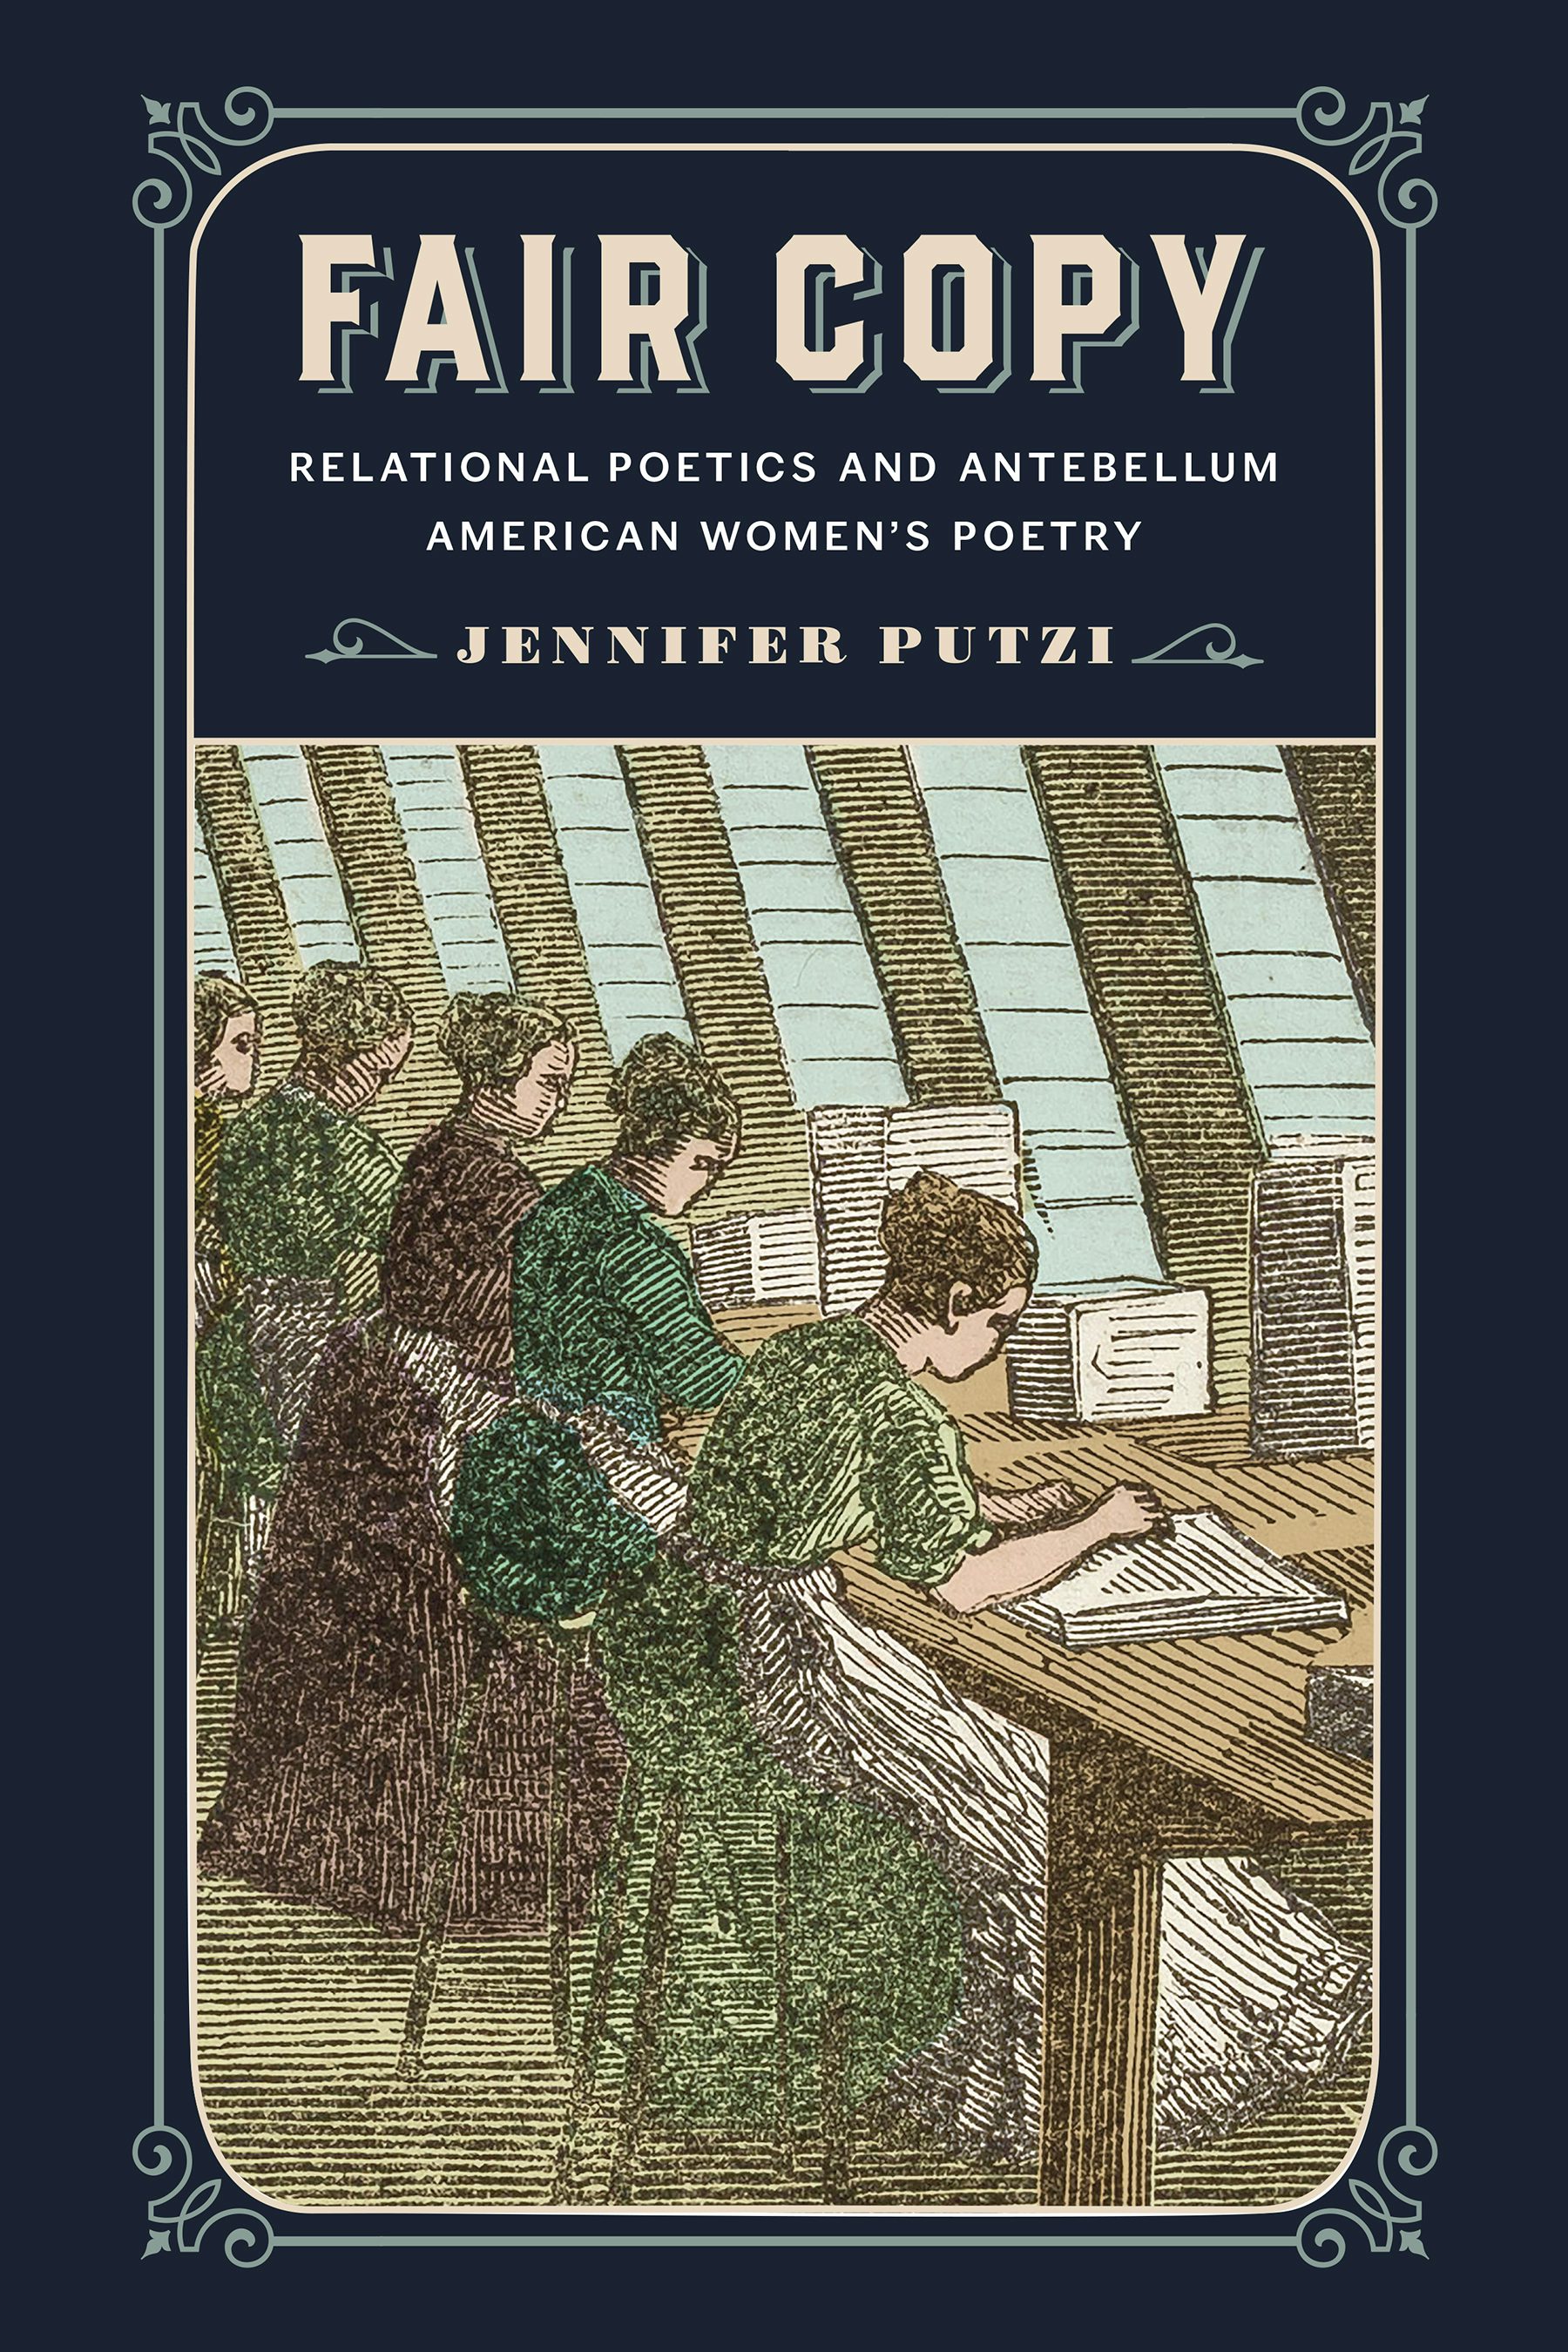 FAIR COPY
RELATIONAL POETICS AND ANTEBELLUM
AMERICAN WOMEN’S POETRY
JENNIFER PUTZI